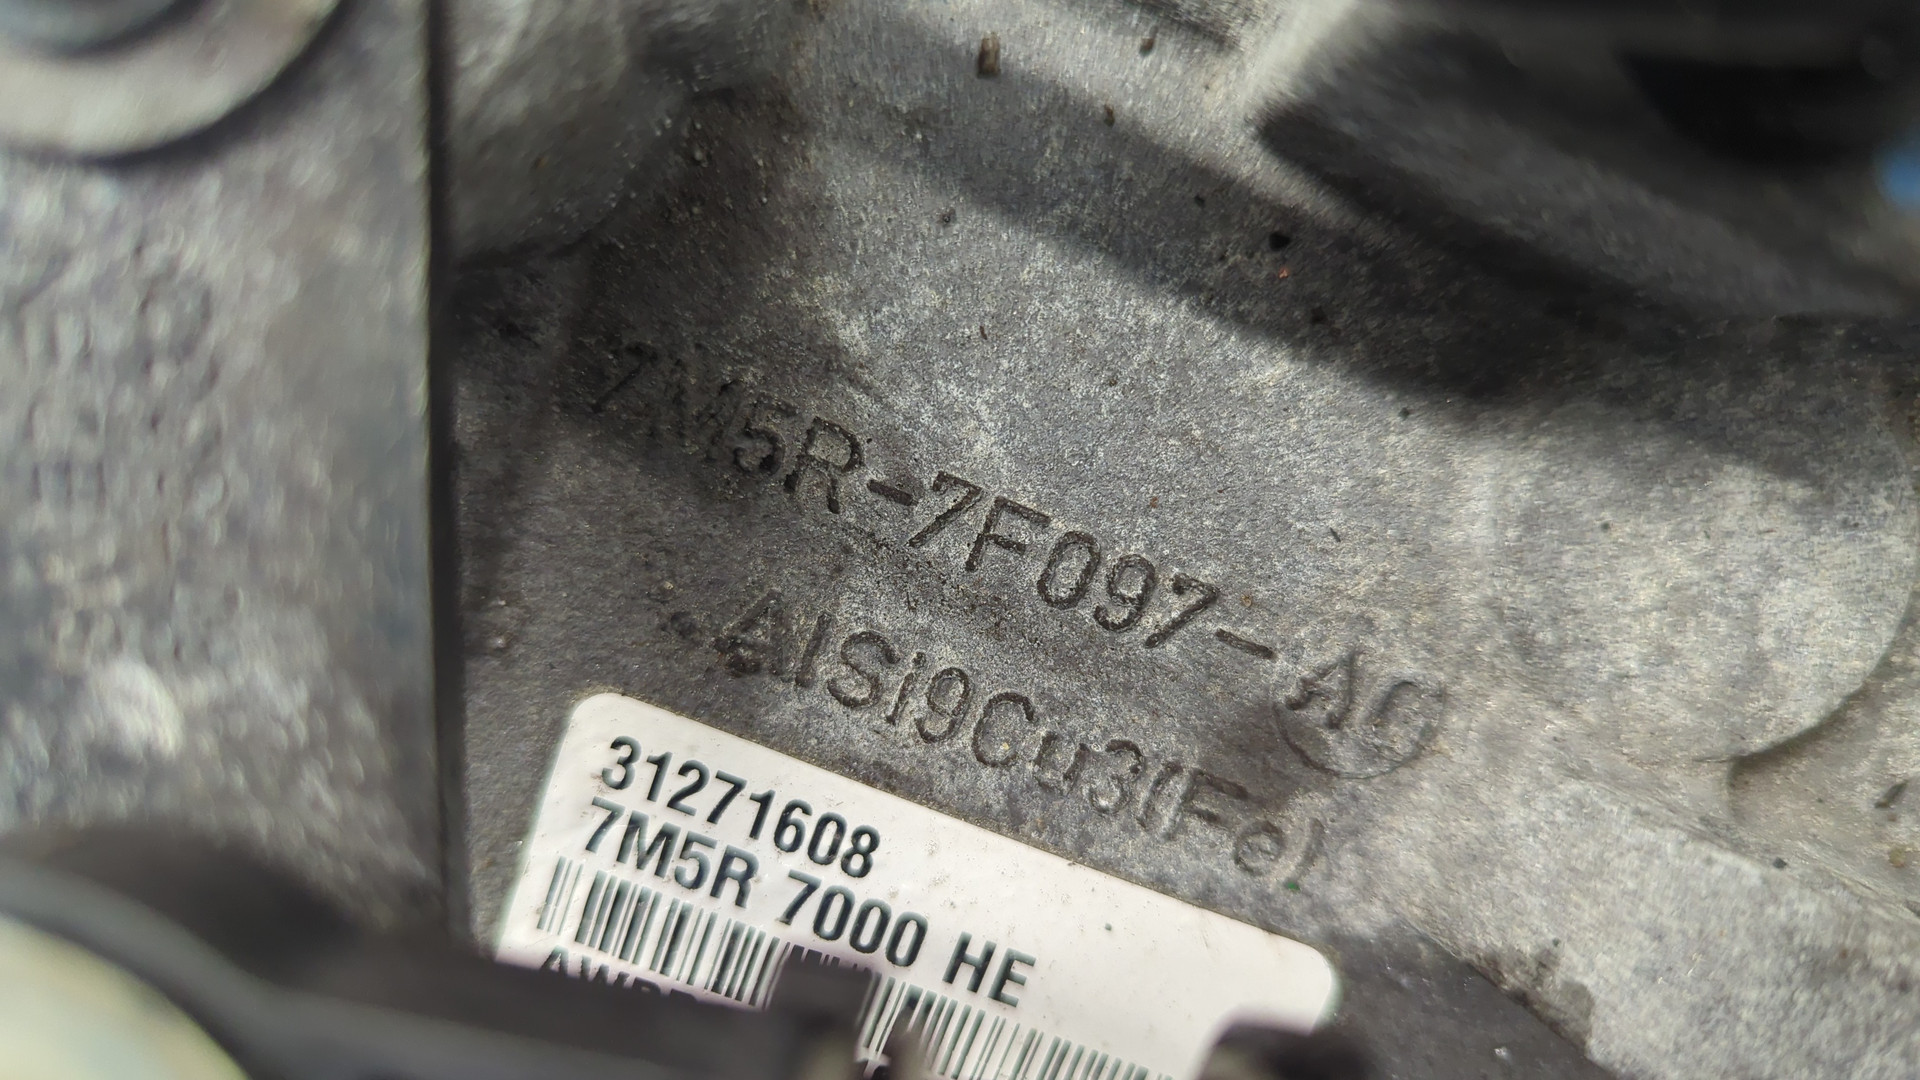 7M5R-7F097-AC
AlSi9Cu3(Fe)
31271608
7M5R 7000 HE